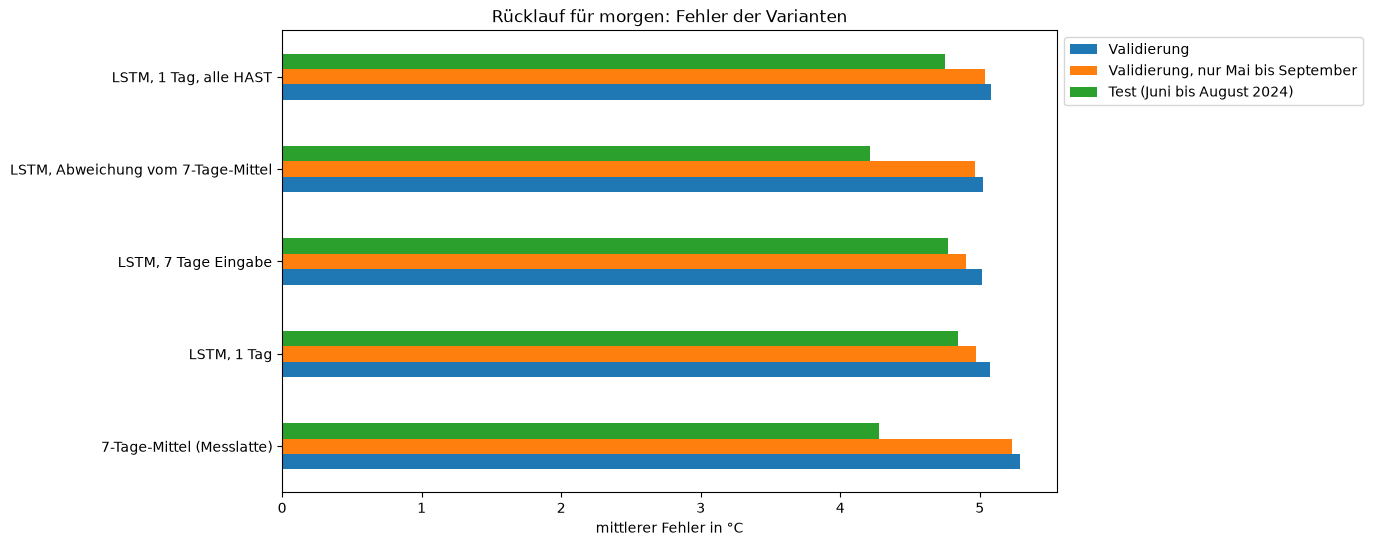 Rücklauf für morgen: Fehler der Varianten
Validierung
Validierung, nur Mai bis September
Test (Juni bis August 2024)
LSTM, 1 Tag, alle HAST
LSTM, Abweichung vom 7-Tage-Mittel
LSTM, 7 Tage Eingabe
LSTM, 1 Tag
7-Tage-Mittel (Messlatte)
0 1 2 3 4 5
mittlerer Fehler in °C